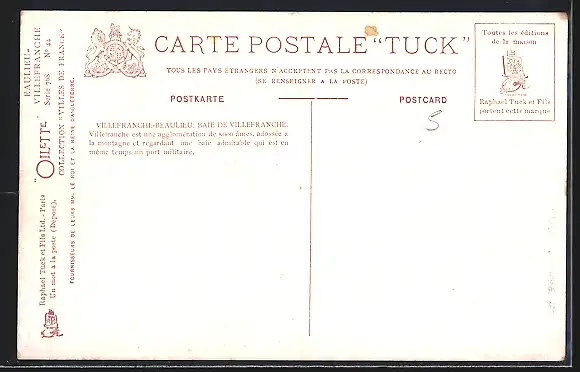 BEAULIEU-
VILLEFRANCHE
Série 798 Nº 44
"OILETTE"
COLLECTION "VILLES DE FRANCE"
FOURNISSEURS DE LEURS MM. LE ROI ET LA REINE D'ANGLETERRE.
Raphael Tuck et Fils Ltd. - Paris
Un mot à la poste (Déposé).
CARTE POSTALE "TUCK"
TOUS LES PAYS ÉTRANGERS N'ACCEPTENT PAS LA CORRESPONDANCE AU RECTO
(SE RENSEIGNER A LA POSTE)
POSTKARTE
POSTCARD
Toutes les éditions
de la maison
Raphael Tuck et Fils
portent cette marque
5
VILLEFRANCHE-BEAULIEU. BAIE DE VILLEFRANCHE.
Villefranche est une agglomération de 5000 âmes, adossée a
la montagne et regardant une baie admirable qui est en
même temps un port militaire.